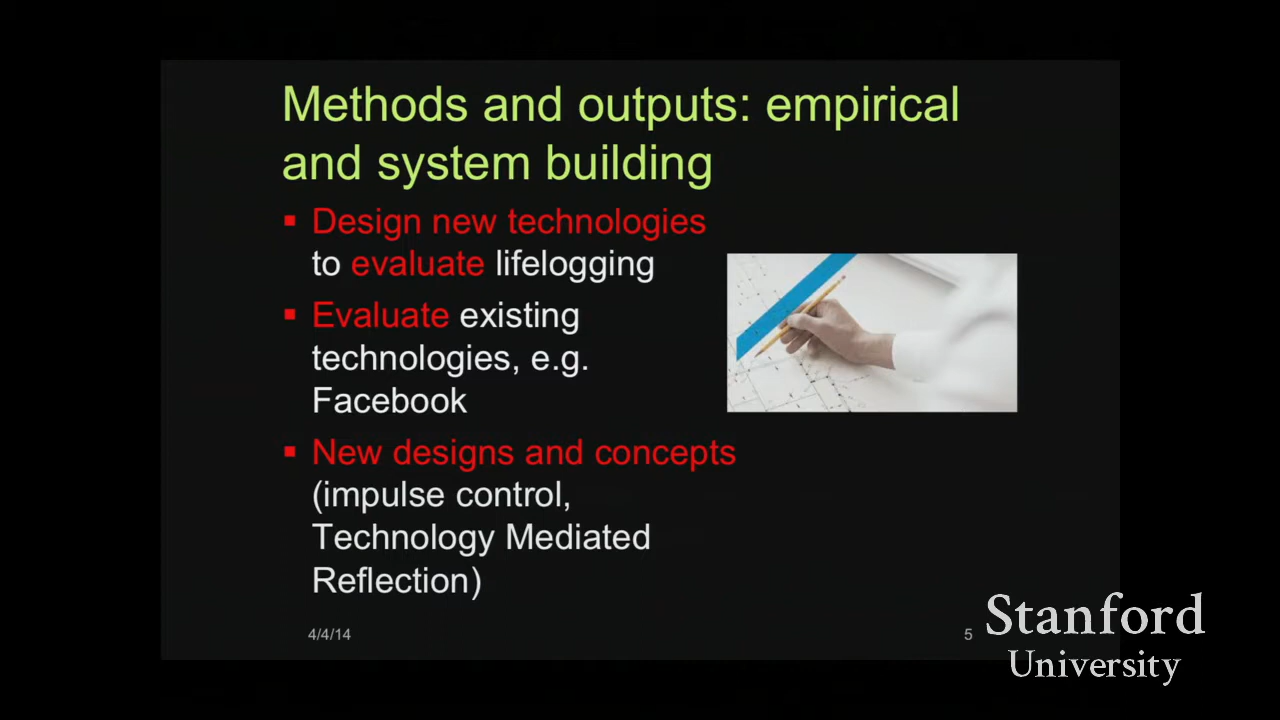 Methods and outputs: empirical
and system building
▪ Design new technologies
to evaluate lifelogging
▪ Evaluate existing
technologies, e.g.
Facebook
▪ New designs and concepts
(impulse control,
Technology Mediated
Reflection)
4/4/14
5
Stanford
University